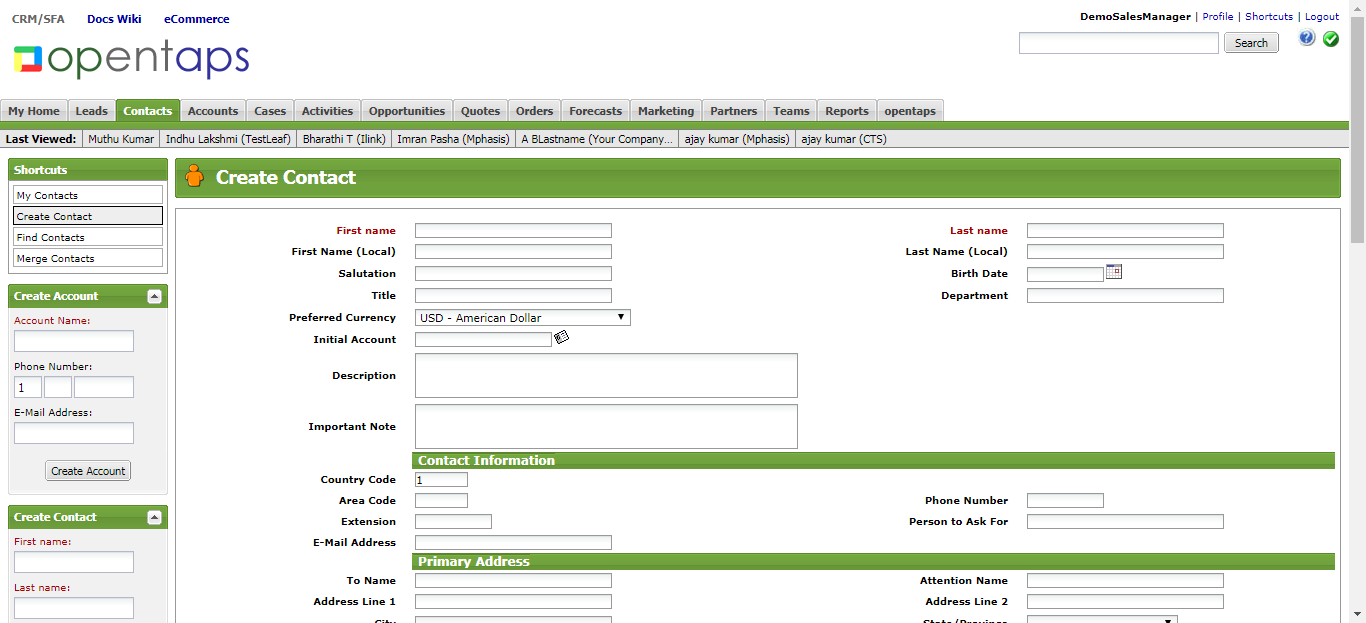 CRM/SFA Docs Wiki eCommerce
DemoSalesManager | Profile | Shortcuts | Logout
opentaps
Search
My Home Leads Contacts Accounts Cases Activities Opportunities Quotes Orders Forecasts Marketing Partners Teams Reports opentaps
Last Viewed: Muthu Kumar Indhu Lakshmi (TestLeaf) Bharathi T (Ilink) Imran Pasha (Mphasis) A BLastname (Your Company... ajay kumar (Mphasis) ajay kumar (CTS)
Shortcuts
My Contacts
Create Contact
Find Contacts
Merge Contacts
Create Account
Account Name:
Phone Number:
1
E-Mail Address:
Create Account
Create Contact
First name:
Last name:
Create Contact
First name Last name
First Name (Local) Last Name (Local)
Salutation Birth Date
Title Department
Preferred Currency USD - American Dollar
Initial Account
Description
Important Note
Contact Information
Country Code 1
Area Code Phone Number
Extension Person to Ask For
E-Mail Address
Primary Address
To Name Attention Name
Address Line 1 Address Line 2
City State/Province